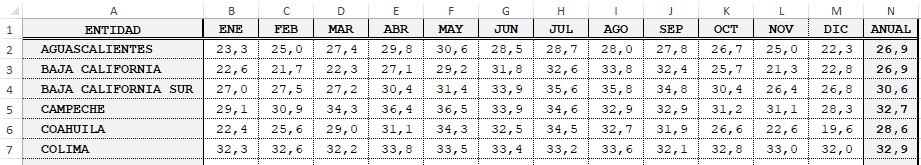 A B C D E F G H I J K L M N
1 ENTIDAD ENE FEB MAR ABR MAY JUN JUL AGO SEP OCT NOV DIC ANUAL
2 AGUASCALIENTES 23,3 25,0 27,4 29,8 30,6 28,5 28,7 28,0 27,8 26,7 25,0 22,3 26,9
3 BAJA CALIFORNIA 22,6 21,7 22,3 27,1 29,2 31,8 32,6 33,8 32,4 25,7 21,3 22,8 26,9
4 BAJA CALIFORNIA SUR 27,0 27,5 27,2 30,4 31,4 33,9 35,6 35,8 34,8 30,4 26,4 26,8 30,6
5 CAMPECHE 29,1 30,9 34,3 36,4 36,5 33,9 34,6 32,9 32,9 31,2 31,1 28,3 32,7
6 COAHUILA 22,4 25,6 29,0 31,1 34,3 32,5 34,5 32,7 31,9 26,6 22,6 19,6 28,6
7 COLIMA 32,3 32,6 32,2 33,8 33,5 33,4 33,2 33,6 32,1 32,8 33,0 32,0 32,9